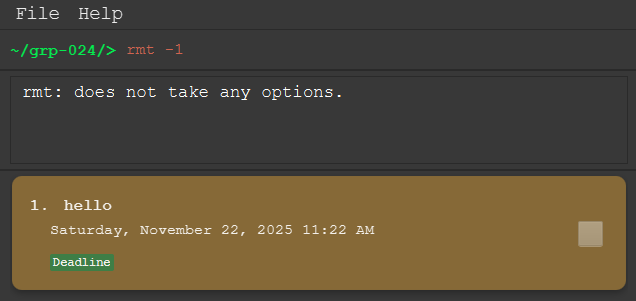 File Help
~/grp-024/> rmt -1
rmt: does not take any options.
1. hello
Saturday, November 22, 2025 11:22 AM
Deadline